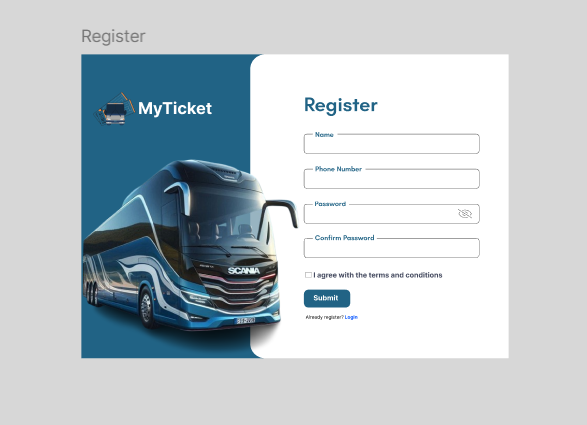 Register
MyTicket
Register
Name
Phone Number
Password
Confirm Password
I agree with the terms and conditions
Submit
Already register? Login
SCANIA